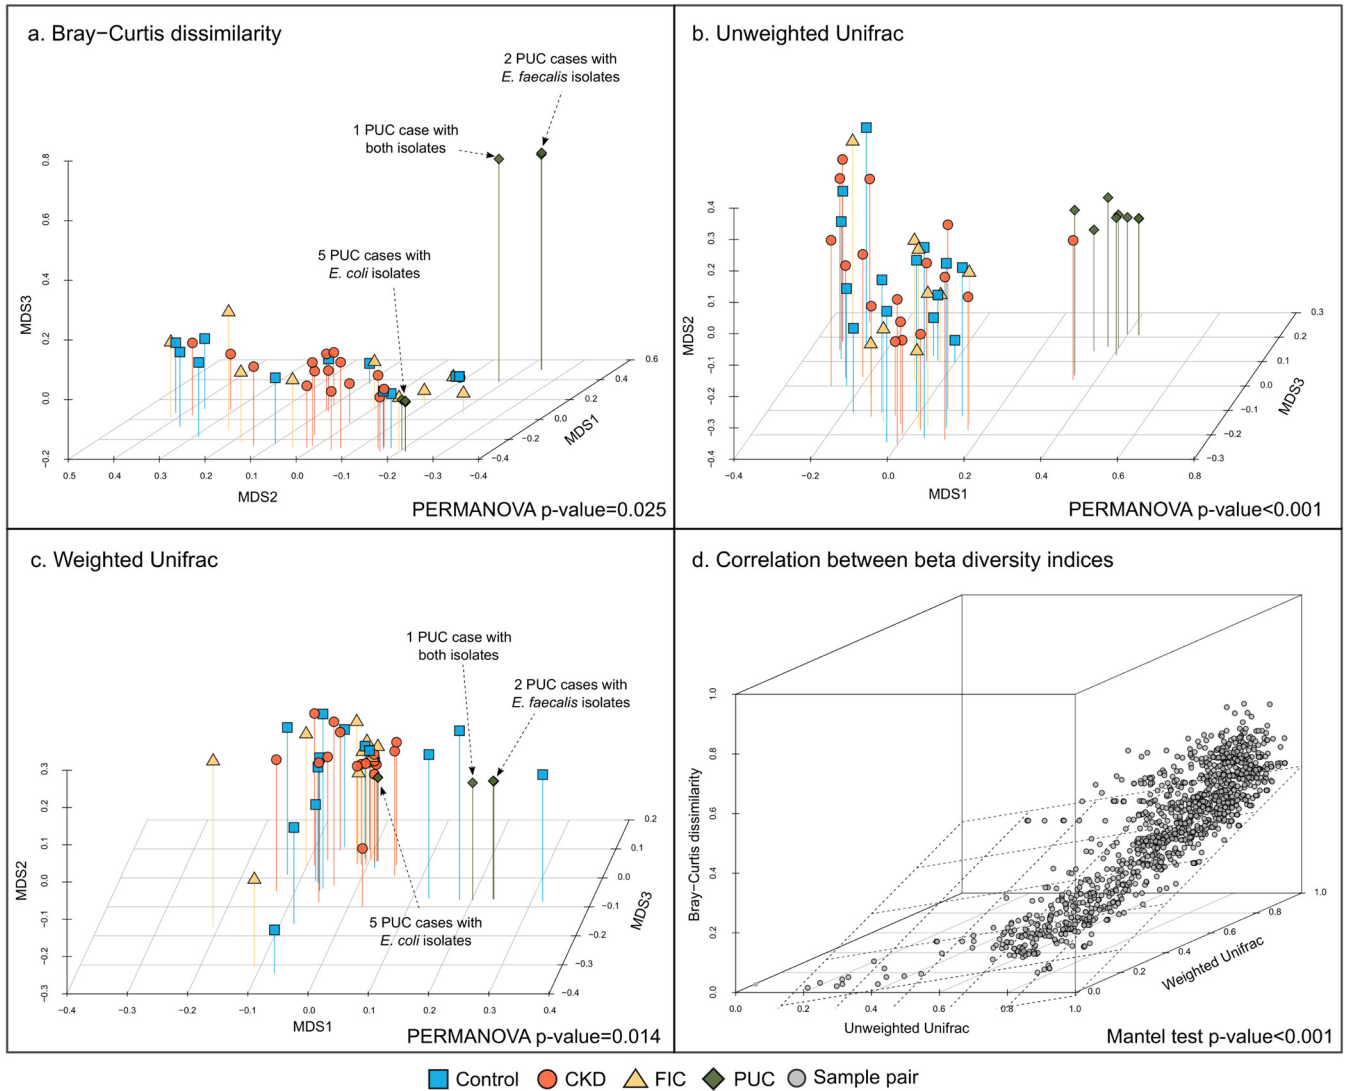 a. Bray−Curtis dissimilarity
2 PUC cases with
E. faecalis isolates
1 PUC case with
both isolates
5 PUC cases with
E. coli isolates
MDS3
0.8
0.6
0.4
0.2
0.0
−0.2
0.5
0.4
0.3
0.2
0.1
0.0
−0.1
−0.2
−0.3
−0.4
MDS2
−0.4
−0.2
0.0
0.2
0.4
0.6
MDS1
PERMANOVA p-value=0.025
b. Unweighted Unifrac
MDS2
0.4
0.3
0.2
0.1
0.0
−0.1
−0.2
−0.3
−0.4
−0.4
−0.2
0.0
0.2
0.4
0.6
0.8
MDS1
−0.3
−0.2
−0.1
0.0
0.1
0.2
0.3
MDS3
PERMANOVA p-value<0.001
c. Weighted Unifrac
1 PUC case with
both isolates
2 PUC cases with
E. faecalis isolates
5 PUC cases with
E. coli isolates
MDS2
0.3
0.2
0.1
0.0
−0.1
−0.2
−0.3
−0.4
−0.3
−0.2
−0.1
0.0
0.1
0.2
0.3
0.4
MDS1
−0.4
−0.3
−0.2
−0.1
0.0
0.1
0.2
MDS3
PERMANOVA p-value=0.014
d. Correlation between beta diversity indices
Bray−Curtis dissimilarity
1.0
0.8
0.6
0.4
0.2
0.0
0.0
0.2
0.4
0.6
0.8
1.0
Unweighted Unifrac
0.0
0.2
0.4
0.6
0.8
1.0
Weighted Unifrac
Mantel test p-value<0.001
Control
CKD
FIC
PUC
Sample pair